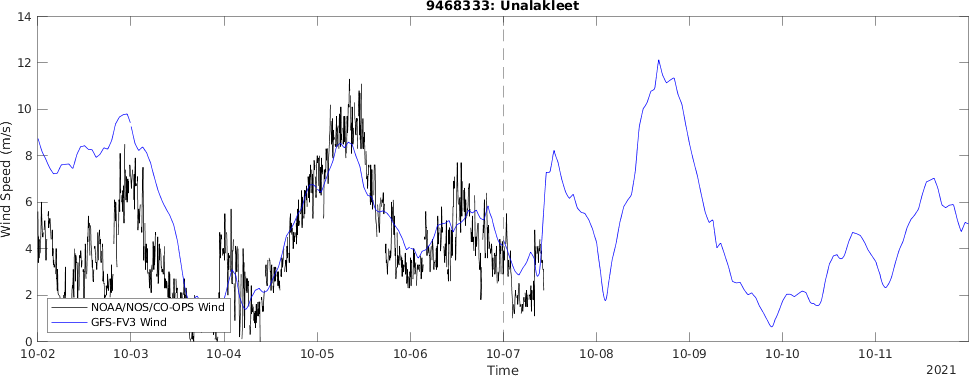 9468333: Unalakleet
14
12
10
8
6
4
2
0
Wind Speed (m/s)
NOAA/NOS/CO-OPS Wind
GFS-FV3 Wind
10-02 10-03 10-04 10-05 10-06 10-07 10-08 10-09 10-10 10-11
Time
2021